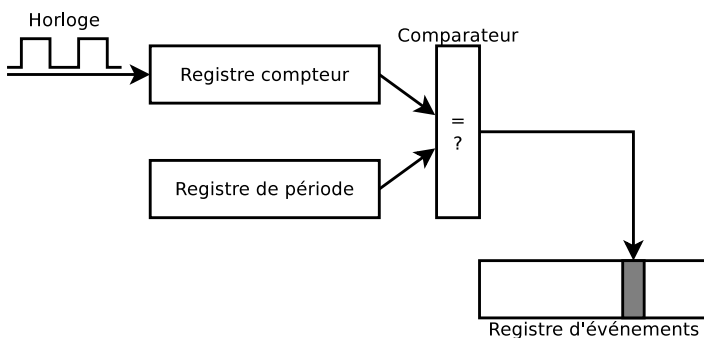 Horloge
Comparateur
Registre compteur
=
?
Registre de période
Registre d'événements